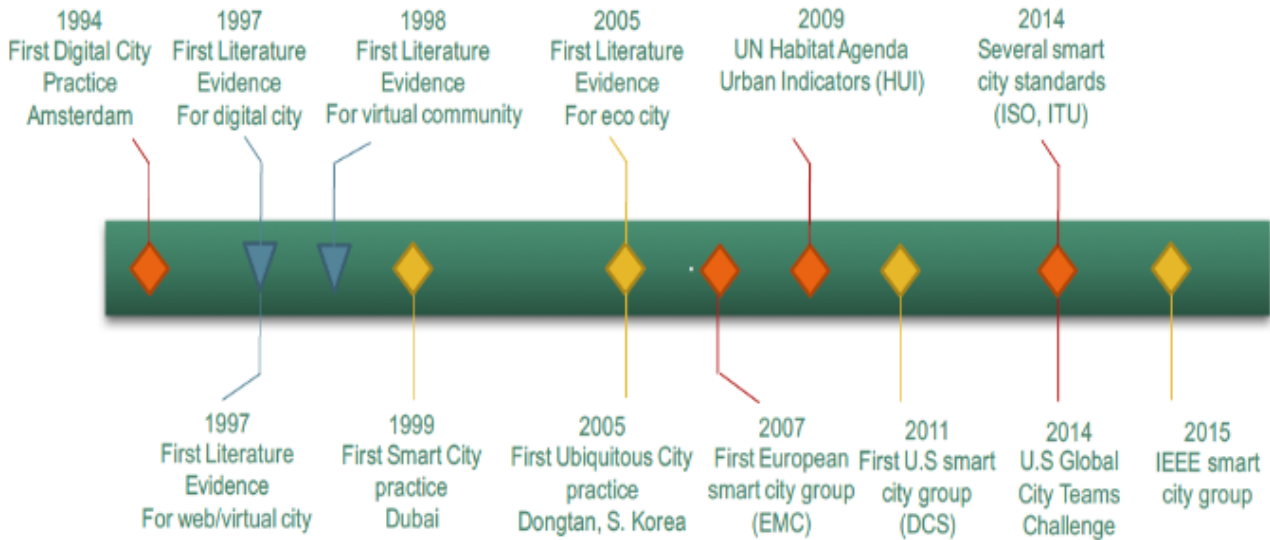 1994
First Digital City
Practice
Amsterdam
1997
First Literature
Evidence
For digital city
1998
First Literature
Evidence
For virtual community
2005
First Literature
Evidence
For eco city
2009
UN Habitat Agenda
Urban Indicators (HUI)
2014
Several smart
city standards
(ISO, ITU)
1997
First Literature
Evidence
For web/virtual city
1999
First Smart City
practice
Dubai
2005
First Ubiquitous City
practice
Dongtan, S. Korea
2007
First European
smart city group
(EMC)
2011
First U.S smart
city group
(DCS)
2014
U.S Global
City Teams
Challenge
2015
IEEE smart
city group